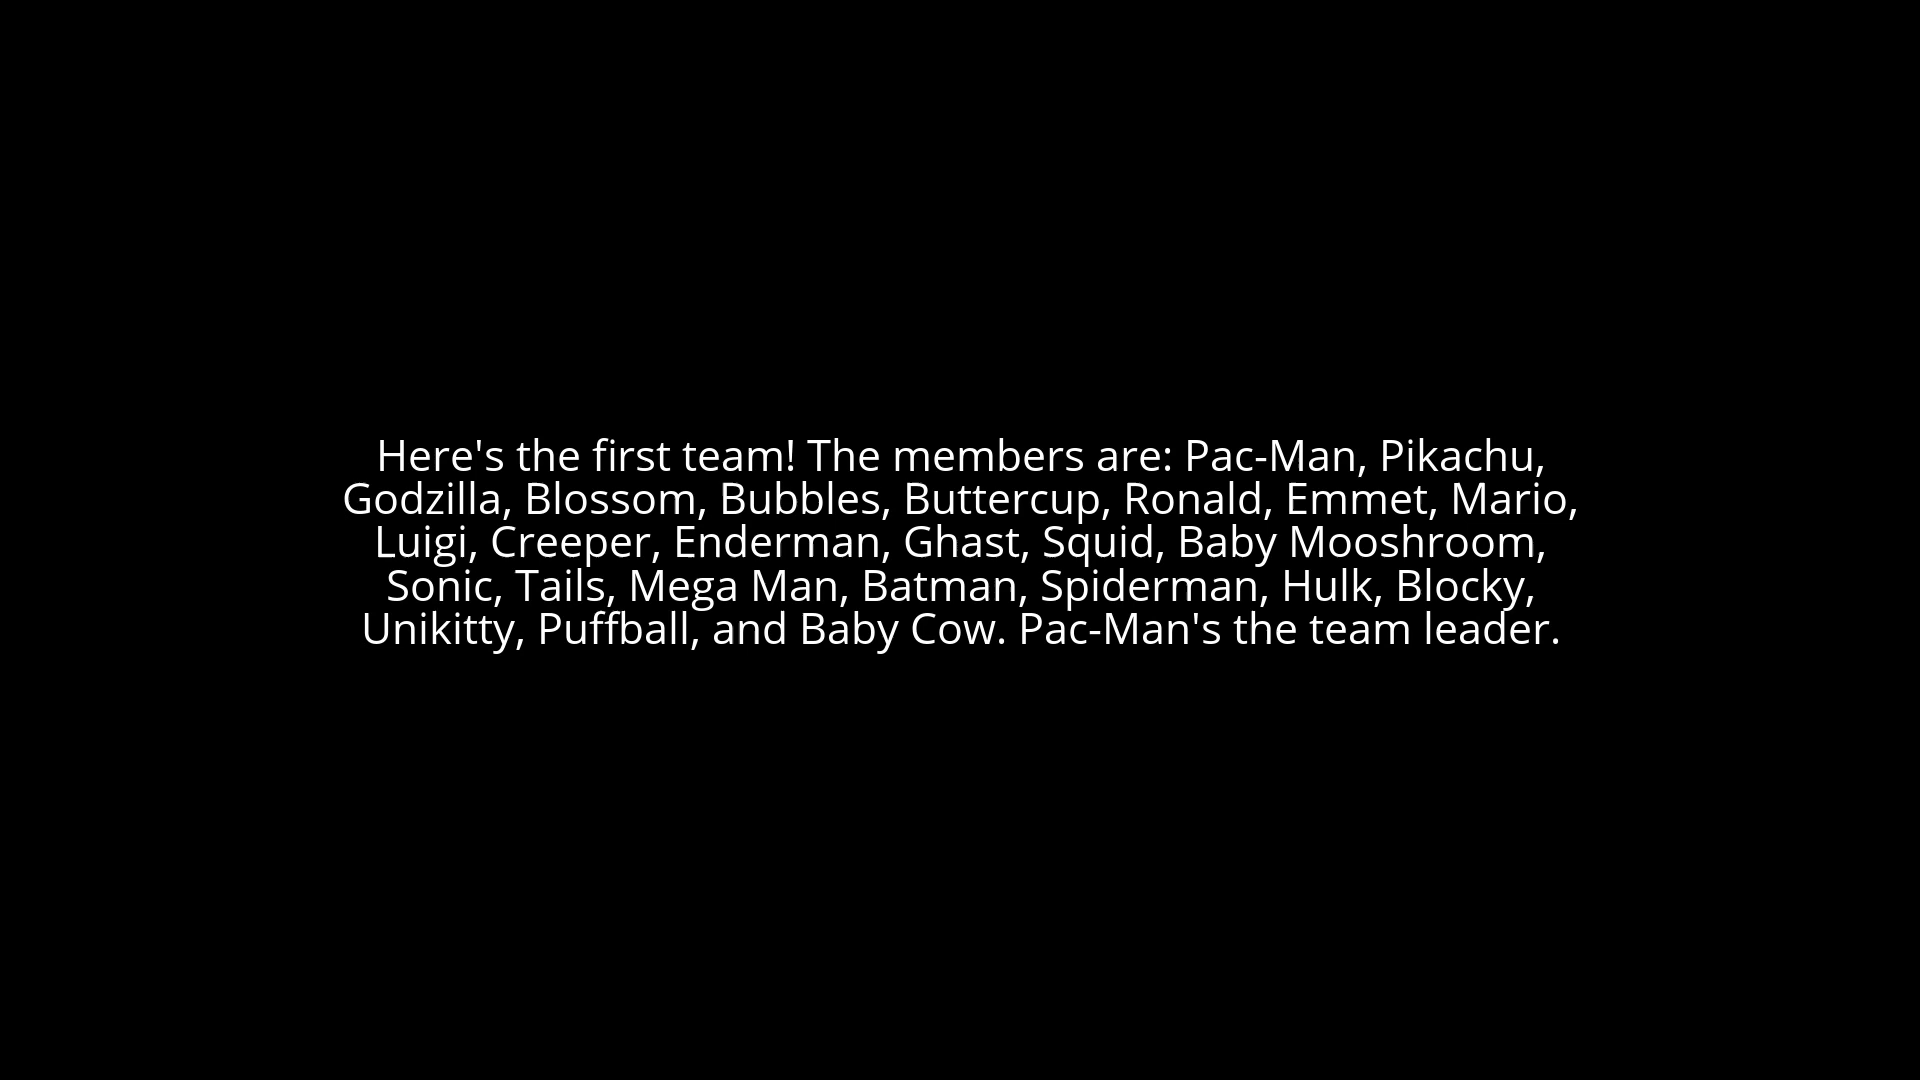 Here's the first team! The members are: Pac-Man, Pikachu,
Godzilla, Blossom, Bubbles, Buttercup, Ronald, Emmet, Mario,
Luigi, Creeper, Enderman, Ghast, Squid, Baby Mooshroom,
Sonic, Tails, Mega Man, Batman, Spiderman, Hulk, Blocky,
Unikitty, Puffball, and Baby Cow. Pac-Man's the team leader.